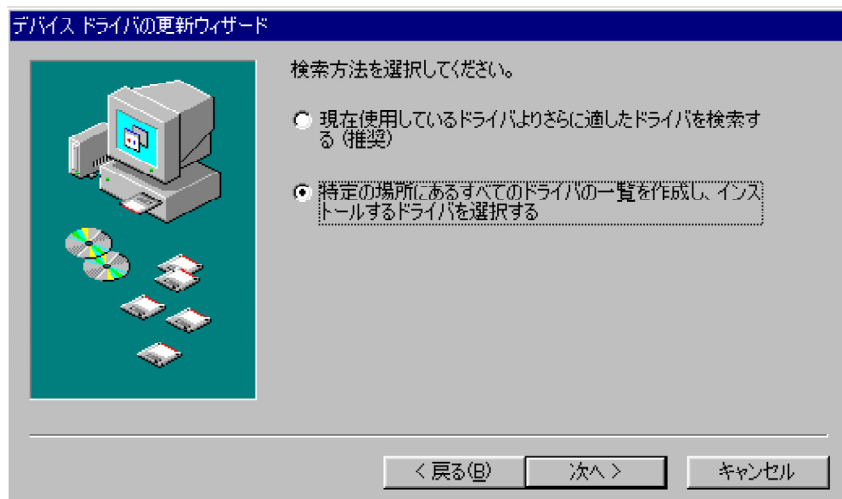 デバイス ドライバの更新ウィザード
検索方法を選択してください。
現在使用しているドライバよりさらに適したドライバを検索す
る (推奨)
特定の場所にあるすべてのドライバの一覧を作成し、インス
トールするドライバを選択する
< 戻る(B)
次へ >
キャンセル